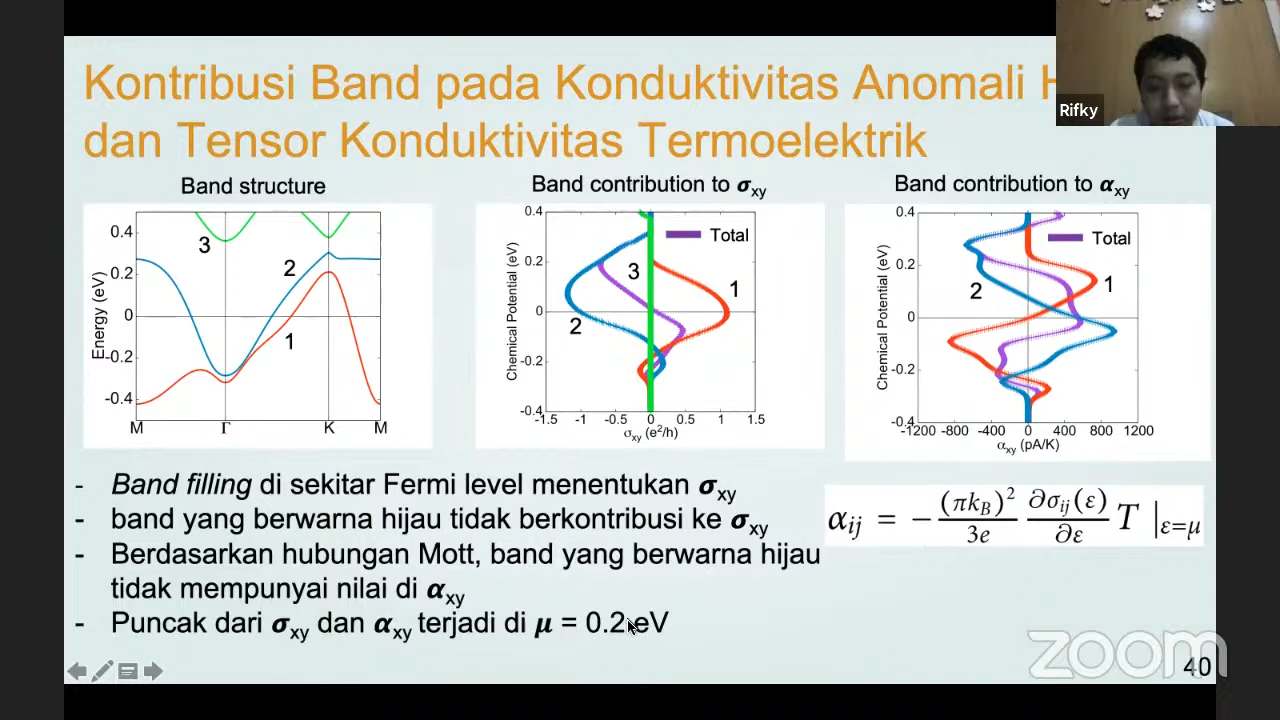 Kontribusi Band pada Konduktivitas Anomali
Rifky
dan Tensor Konduktivitas Termoelektrik
Band structure
Energy (eV)
0.4
0.2
0
-0.2
-0.4
M Γ K M
3
2
1
Band contribution to σxy
Chemical Potential (eV)
0.4
0.2
0
-0.2
-0.4
-1.5 -1 -0.5 0 0.5 1 1.5
σxy (e²/h)
Total
3
1
2
Band contribution to αxy
Chemical Potential (eV)
0.4
0.2
0
-0.2
-0.4
-1200 -800 -400 0 400 800 1200
αxy (pA/K)
Total
2
1
- Band filling di sekitar Fermi level menentukan σxy
- band yang berwarna hijau tidak berkontribusi ke σxy
- Berdasarkan hubungan Mott, band yang berwarna hijau
tidak mempunyai nilai di αxy
- Puncak dari σxy dan αxy terjadi di μ = 0.2 eV
αij = − (πkB)²/3e ∂σij(ε)/∂ε T |ε=μ
zoom
40